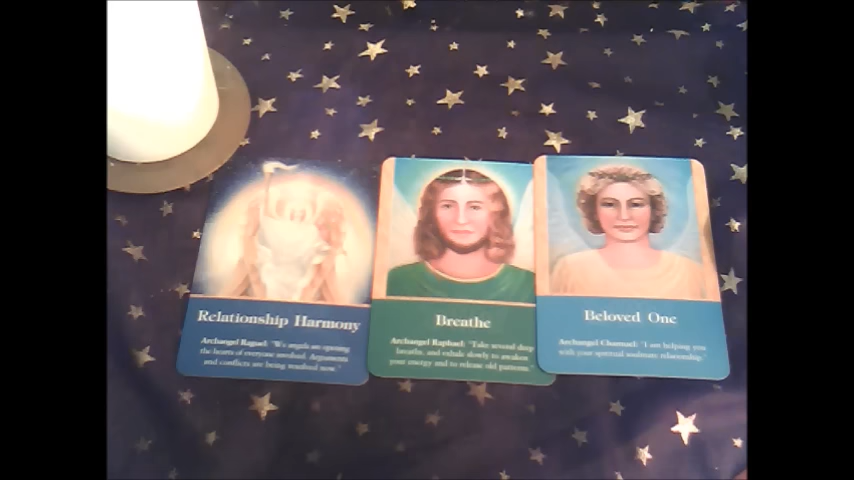 Relationship Harmony
Archangel Raguel: "We angels are opening
the hearts of everyone involved. Arguments
and conflicts are being resolved now."
Breathe
Archangel Raphael: "Take several deep
breaths, and exhale slowly to awaken
your energy and to release old patterns."
Beloved One
Archangel Chamuel: "I am helping you
with your spiritual soulmate relationship."